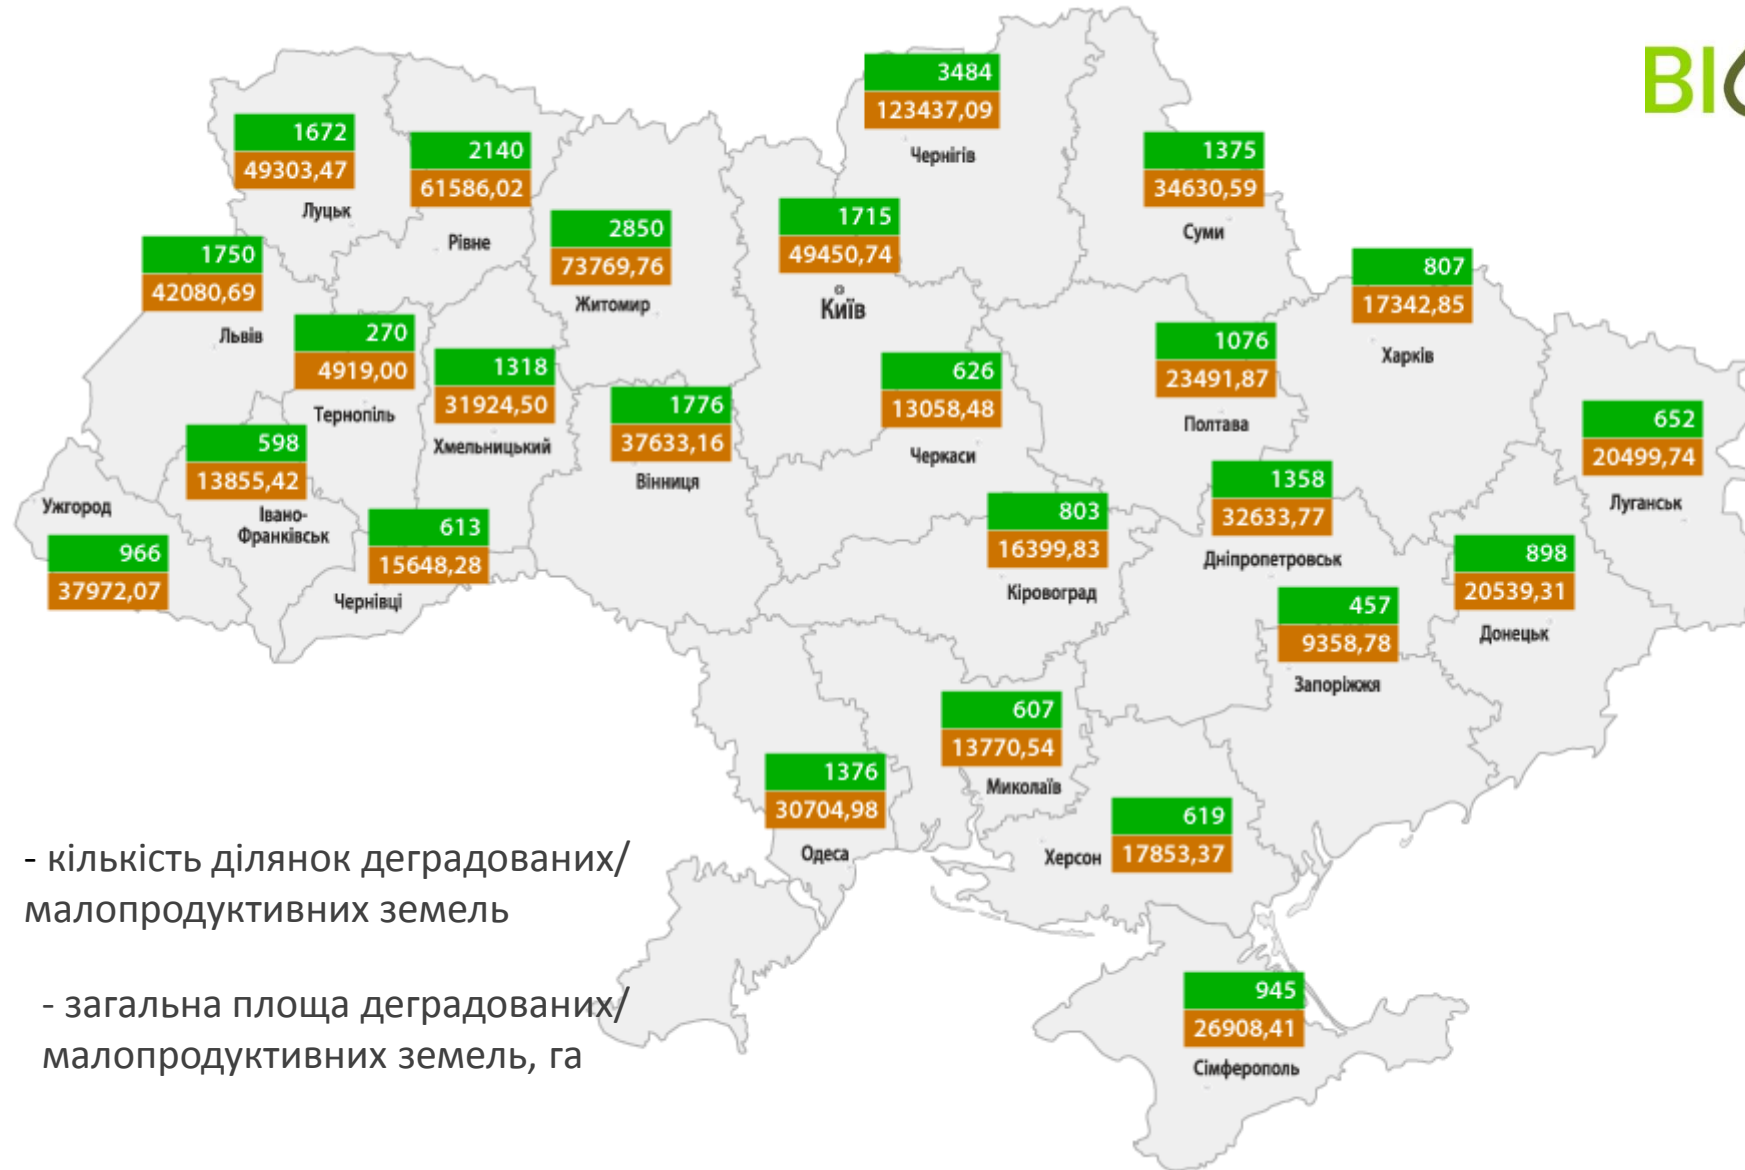 BIO
3484
123437,09
Чернігів
1672
49303,47
Луцьк
2140
61586,02
Рівне
1375
34630,59
Суми
2850
73769,76
Житомир
1715
49450,74
Київ
1750
42080,69
Львів
807
17342,85
Харків
270
4919,00
Тернопіль
1318
31924,50
Хмельницький
1776
37633,16
Вінниця
626
13058,48
Черкаси
1076
23491,87
Полтава
652
20499,74
Луганськ
598
13855,42
Івано-
Франківськ
Ужгород
966
37972,07
613
15648,28
Чернівці
803
16399,83
Кіровоград
1358
32633,77
Дніпропетровськ
898
20539,31
Донецьк
457
9358,78
Запоріжжя
607
13770,54
Миколаїв
1376
30704,98
Одеса
619
17853,37
Херсон
945
26908,41
Сімферополь
- кількість ділянок деградованих/
малопродуктивних земель
- загальна площа деградованих/
малопродуктивних земель, га